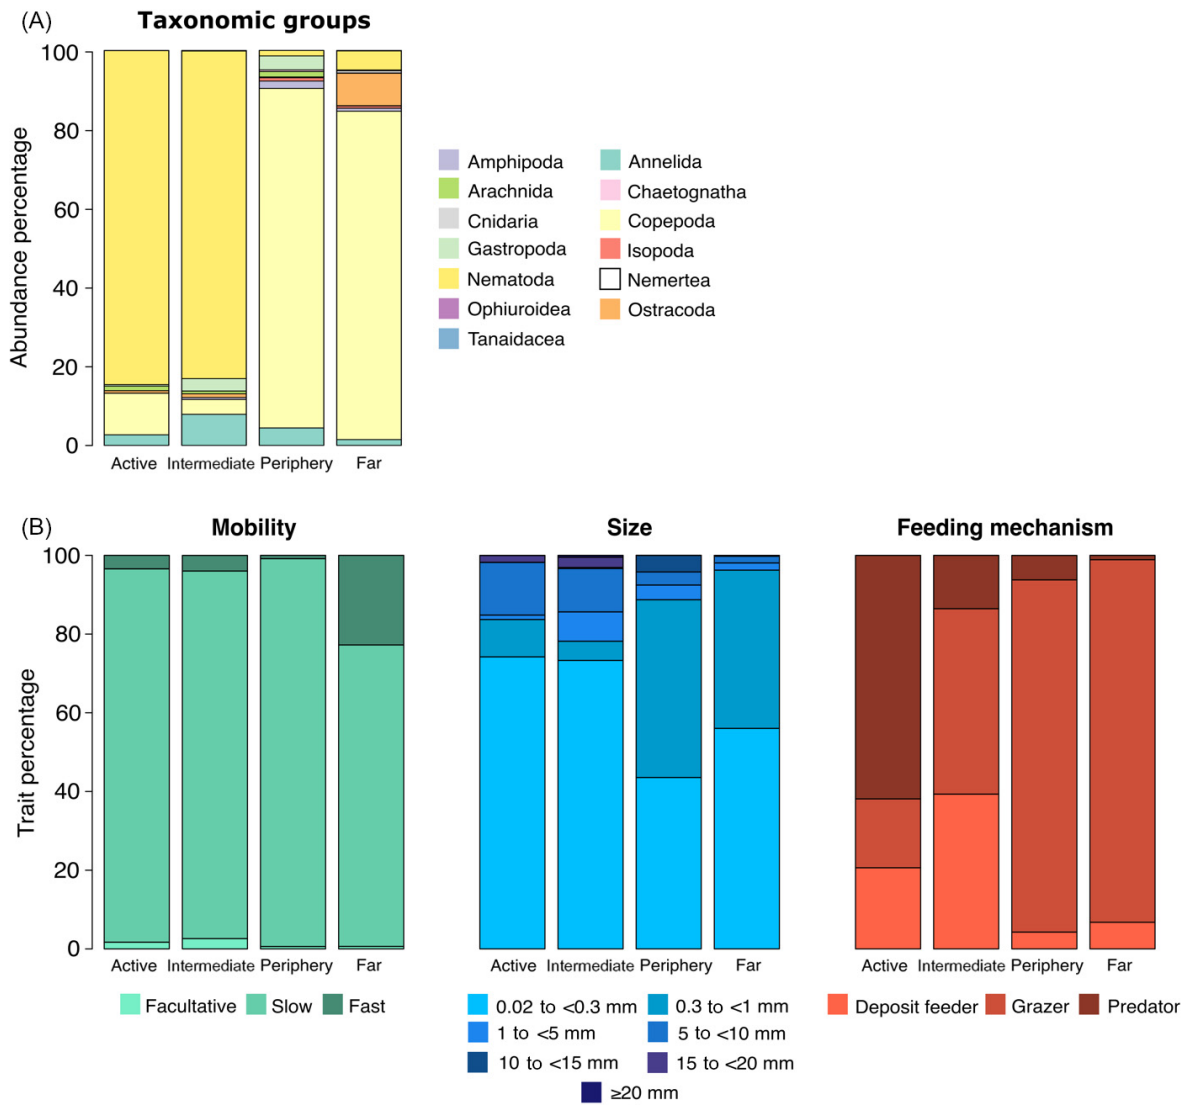 (A)
Taxonomic groups
Abundance percentage
100
80
60
40
20
0
Active Intermediate Periphery Far
Amphipoda Annelida
Arachnida Chaetognatha
Cnidaria Copepoda
Gastropoda Isopoda
Nematoda Nemertea
Ophiuroidea Ostracoda
Tanaidacea
(B)
Mobility Size Feeding mechanism
Trait percentage
100
80
60
40
20
0
Active Intermediate Periphery Far Active Intermediate Periphery Far Active Intermediate Periphery Far
Facultative Slow Fast
0.02 to <0.3 mm 0.3 to <1 mm
1 to <5 mm 5 to <10 mm
10 to <15 mm 15 to <20 mm
≥20 mm
Deposit feeder Grazer Predator